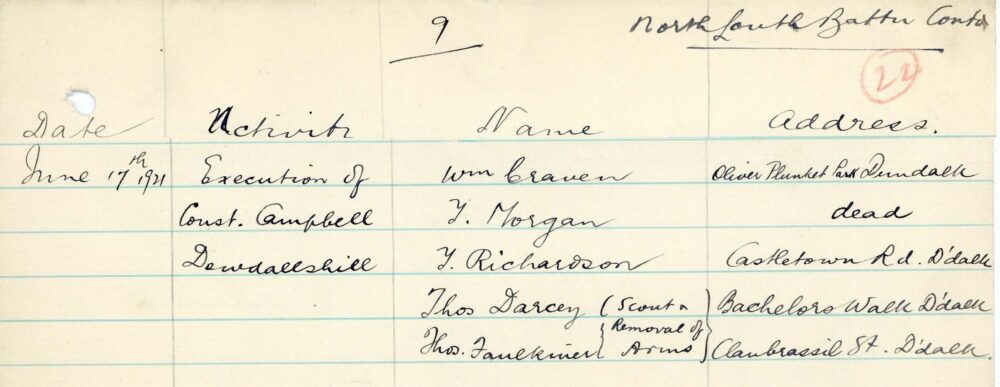 9 North Louth Battn Contd
22
Date Activity Name Address.
June 17th 1921 Execution of Wm Craven Oliver Plunket Park Dundalk
Const. Campbell T. Morgan dead
Dowdallshill T. Richardson Castletown Rd. D'dalk
Thos Darcey (Scout & Bachelors Walk D'dalk
Thos. Faulkiner Removal of Arms) Clanbrassil St. D'dalk.